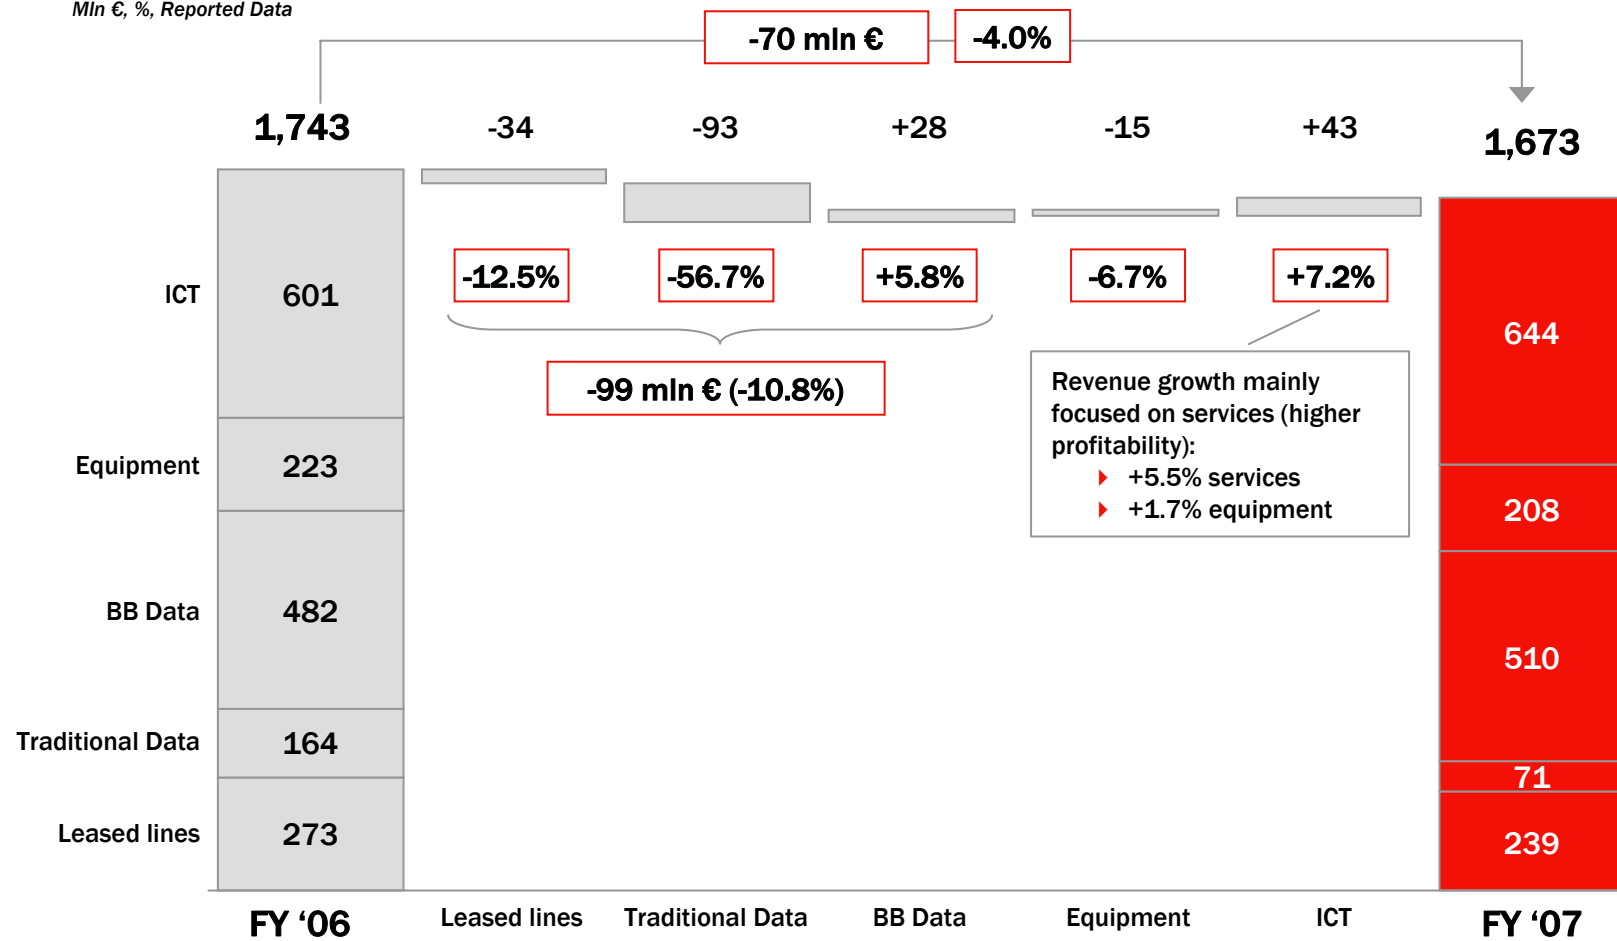 Mln €, %, Reported Data
-70 mln €
-4.0%
1,743
-34
-93
+28
-15
+43
1,673
-12.5%
-56.7%
+5.8%
-6.7%
+7.2%
-99 mln € (-10.8%)
Revenue growth mainly
focused on services (higher
profitability):
+5.5% services
+1.7% equipment
ICT
601
644
Equipment
223
208
BB Data
482
510
Traditional Data
164
71
Leased lines
273
239
FY ‘06
Leased lines
Traditional Data
BB Data
Equipment
ICT
FY ‘07